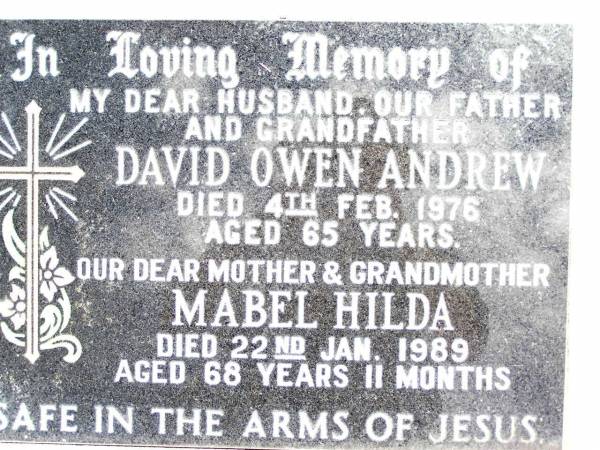 In Loving Memory of
MY DEAR HUSBAND, OUR FATHER
AND GRANDFATHER
DAVID OWEN ANDREW
DIED 4TH FEB. 1976
AGED 65 YEARS.
OUR DEAR MOTHER & GRANDMOTHER
MABEL HILDA
DIED 22ND JAN. 1989
AGED 68 YEARS 11 MONTHS
SAFE IN THE ARMS OF JESUS.